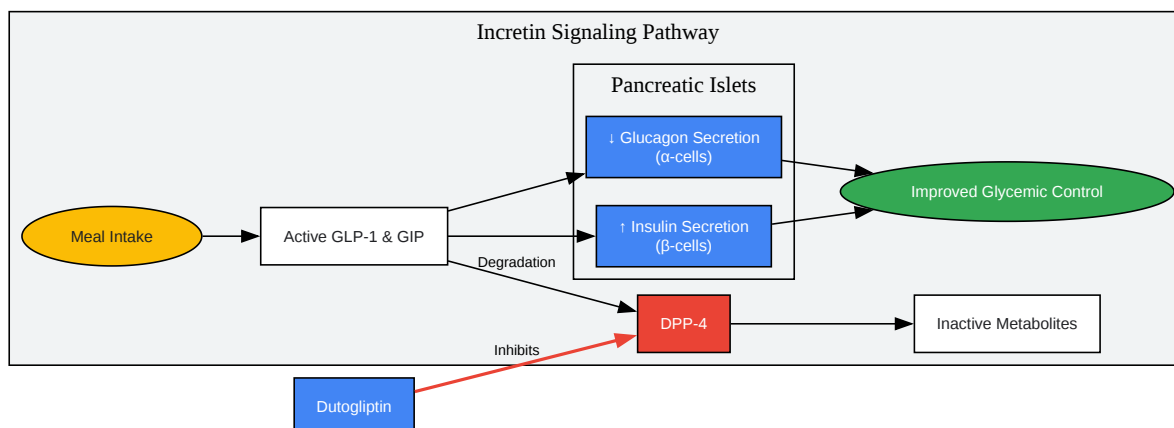 Incretin Signaling Pathway
Pancreatic Islets
↓ Glucagon Secretion
(α-cells)
Improved Glycemic Control
Meal Intake
Active GLP-1 & GIP
↑ Insulin Secretion
(β-cells)
Degradation
DPP-4
Inactive Metabolites
Inhibits
Dutogliptin